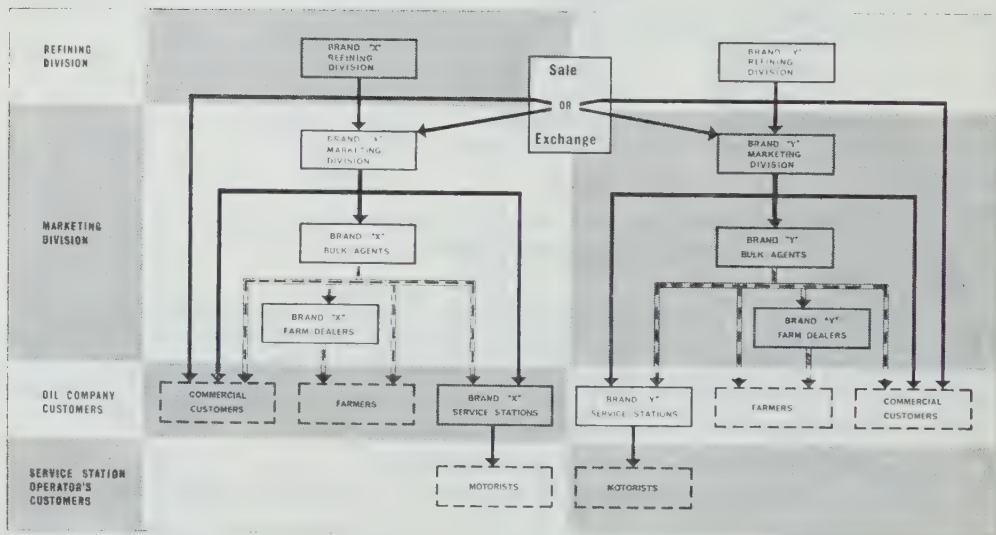 REFINING
DIVISION
BRAND "X"
REFINING
DIVISION
Sale
OR
Exchange
BRAND "Y"
REFINING
DIVISION
BRAND "X"
MARKETING
DIVISION
BRAND "Y"
MARKETING
DIVISION
MARKETING
DIVISION
BRAND "X"
BULK AGENTS
BRAND "Y"
BULK AGENTS
BRAND "X"
FARM DEALERS
BRAND "Y"
FARM DEALERS
OIL COMPANY
CUSTOMERS
COMMERCIAL
CUSTOMERS
FARMERS
BRAND "X"
SERVICE STATIONS
BRAND "Y"
SERVICE STATIONS
FARMERS
COMMERCIAL
CUSTOMERS
SERVICE STATION
OPERATOR'S
CUSTOMERS
MOTORISTS
MOTORISTS